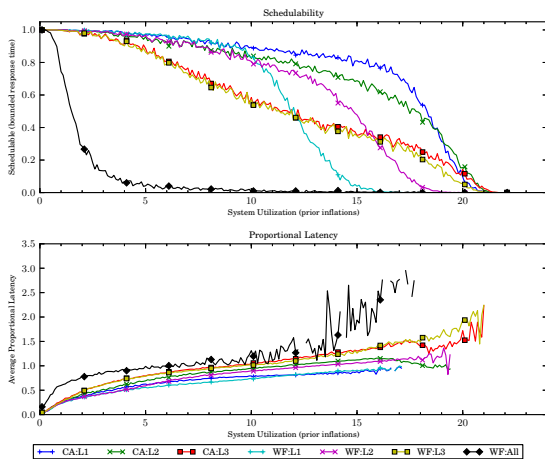 Schedulability
Schedulable (bounded response time)
1.0
0.8
0.6
0.4
0.2
0.0
0 5 10 15 20
System Utilization (prior inflations)
Proportional Latency
Average Proportional Latency
3.5
3.0
2.5
2.0
1.5
1.0
0.5
0.0
0 5 10 15 20
System Utilization (prior inflations)
CA:L1 CA:L2 CA:L3 WF:L1 WF:L2 WF:L3 WF:All